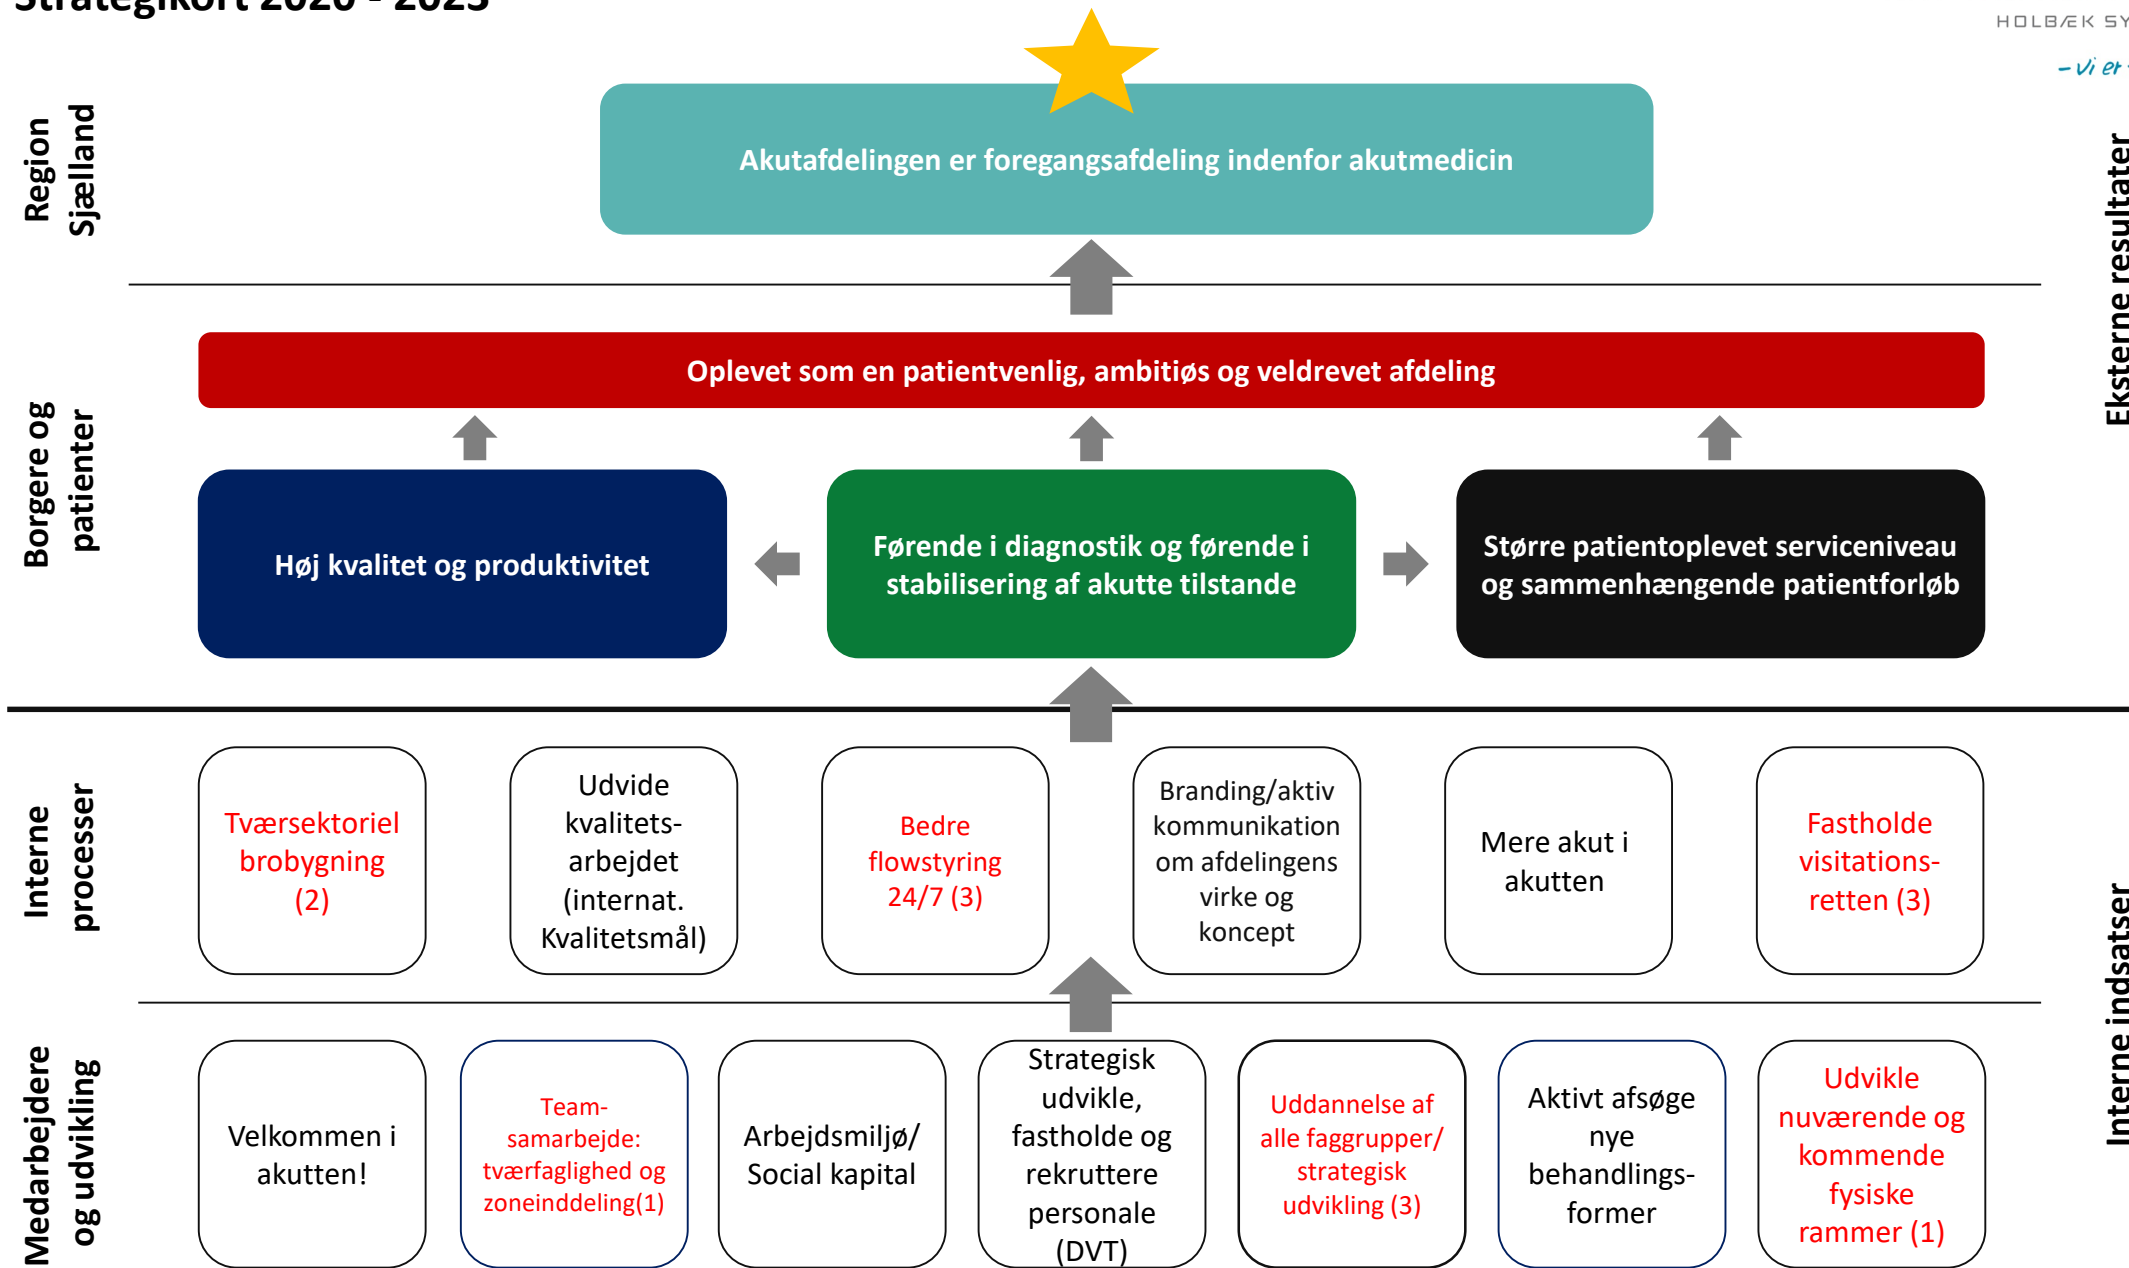 Strategikort 2020 - 2023
HOLBÆK SY
- vi er
Region
Sjælland
Akutafdelingen er foregangsafdeling indenfor akutmedicin
Eksterne resultater
Borgere og
patienter
Oplevet som en patientvenlig, ambitiøs og veldrevet afdeling
Høj kvalitet og produktivitet
Førende i diagnostik og førende i
stabilisering af akutte tilstande
Større patientoplevet serviceniveau
og sammenhængende patientforløb
Interne
processer
Tværsektoriel
brobygning
(2)
Udvide
kvalitets-
arbejdet
(internat.
Kvalitetsmål)
Bedre
flowstyring
24/7 (3)
Branding/aktiv
kommunikation
om afdelingens
virke og
koncept
Mere akut i
akutten
Fastholde
visitations-
retten (3)
Interne indsatser
Medarbejdere
og udvikling
Velkommen i
akutten!
Team-
samarbejde:
tværfaglighed og
zoneinddeling(1)
Arbejdsmiljø/
Social kapital
Strategisk
udvikle,
fastholde og
rekruttere
personale
(DVT)
Uddannelse af
alle faggrupper/
strategisk
udvikling (3)
Aktivt afsøge
nye
behandlings-
former
Udvikle
nuværende og
kommende
fysiske
rammer (1)